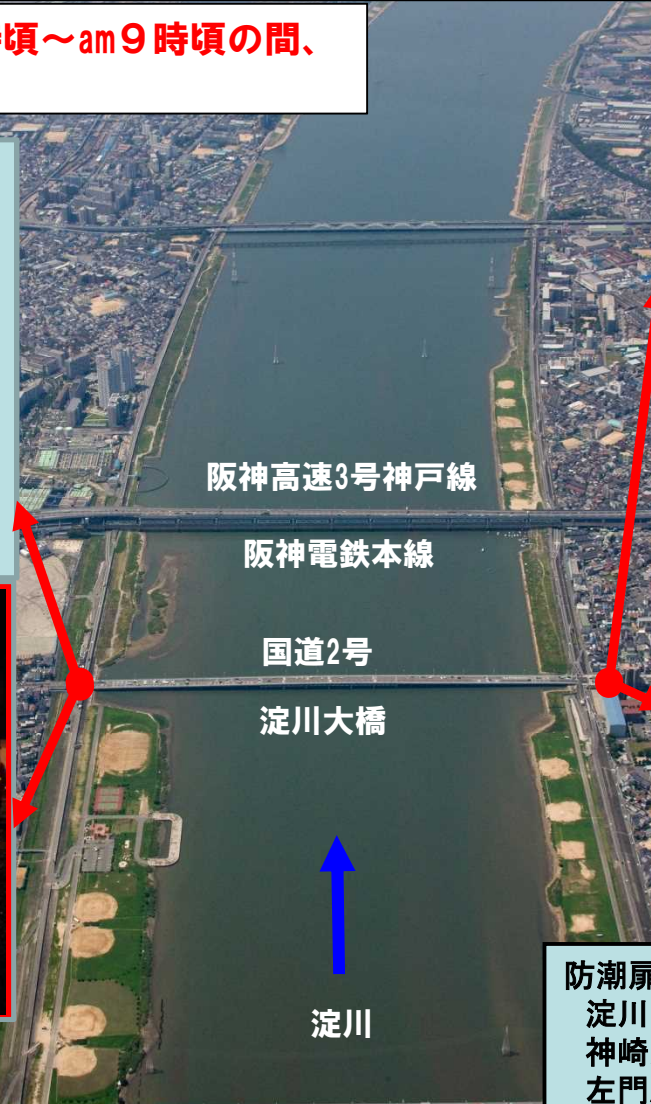 頃～am９時頃の間、
阪神高速3号神戸線
阪神電鉄本線
国道2号
淀川大橋
淀川
防潮扉
淀川
神崎
左門